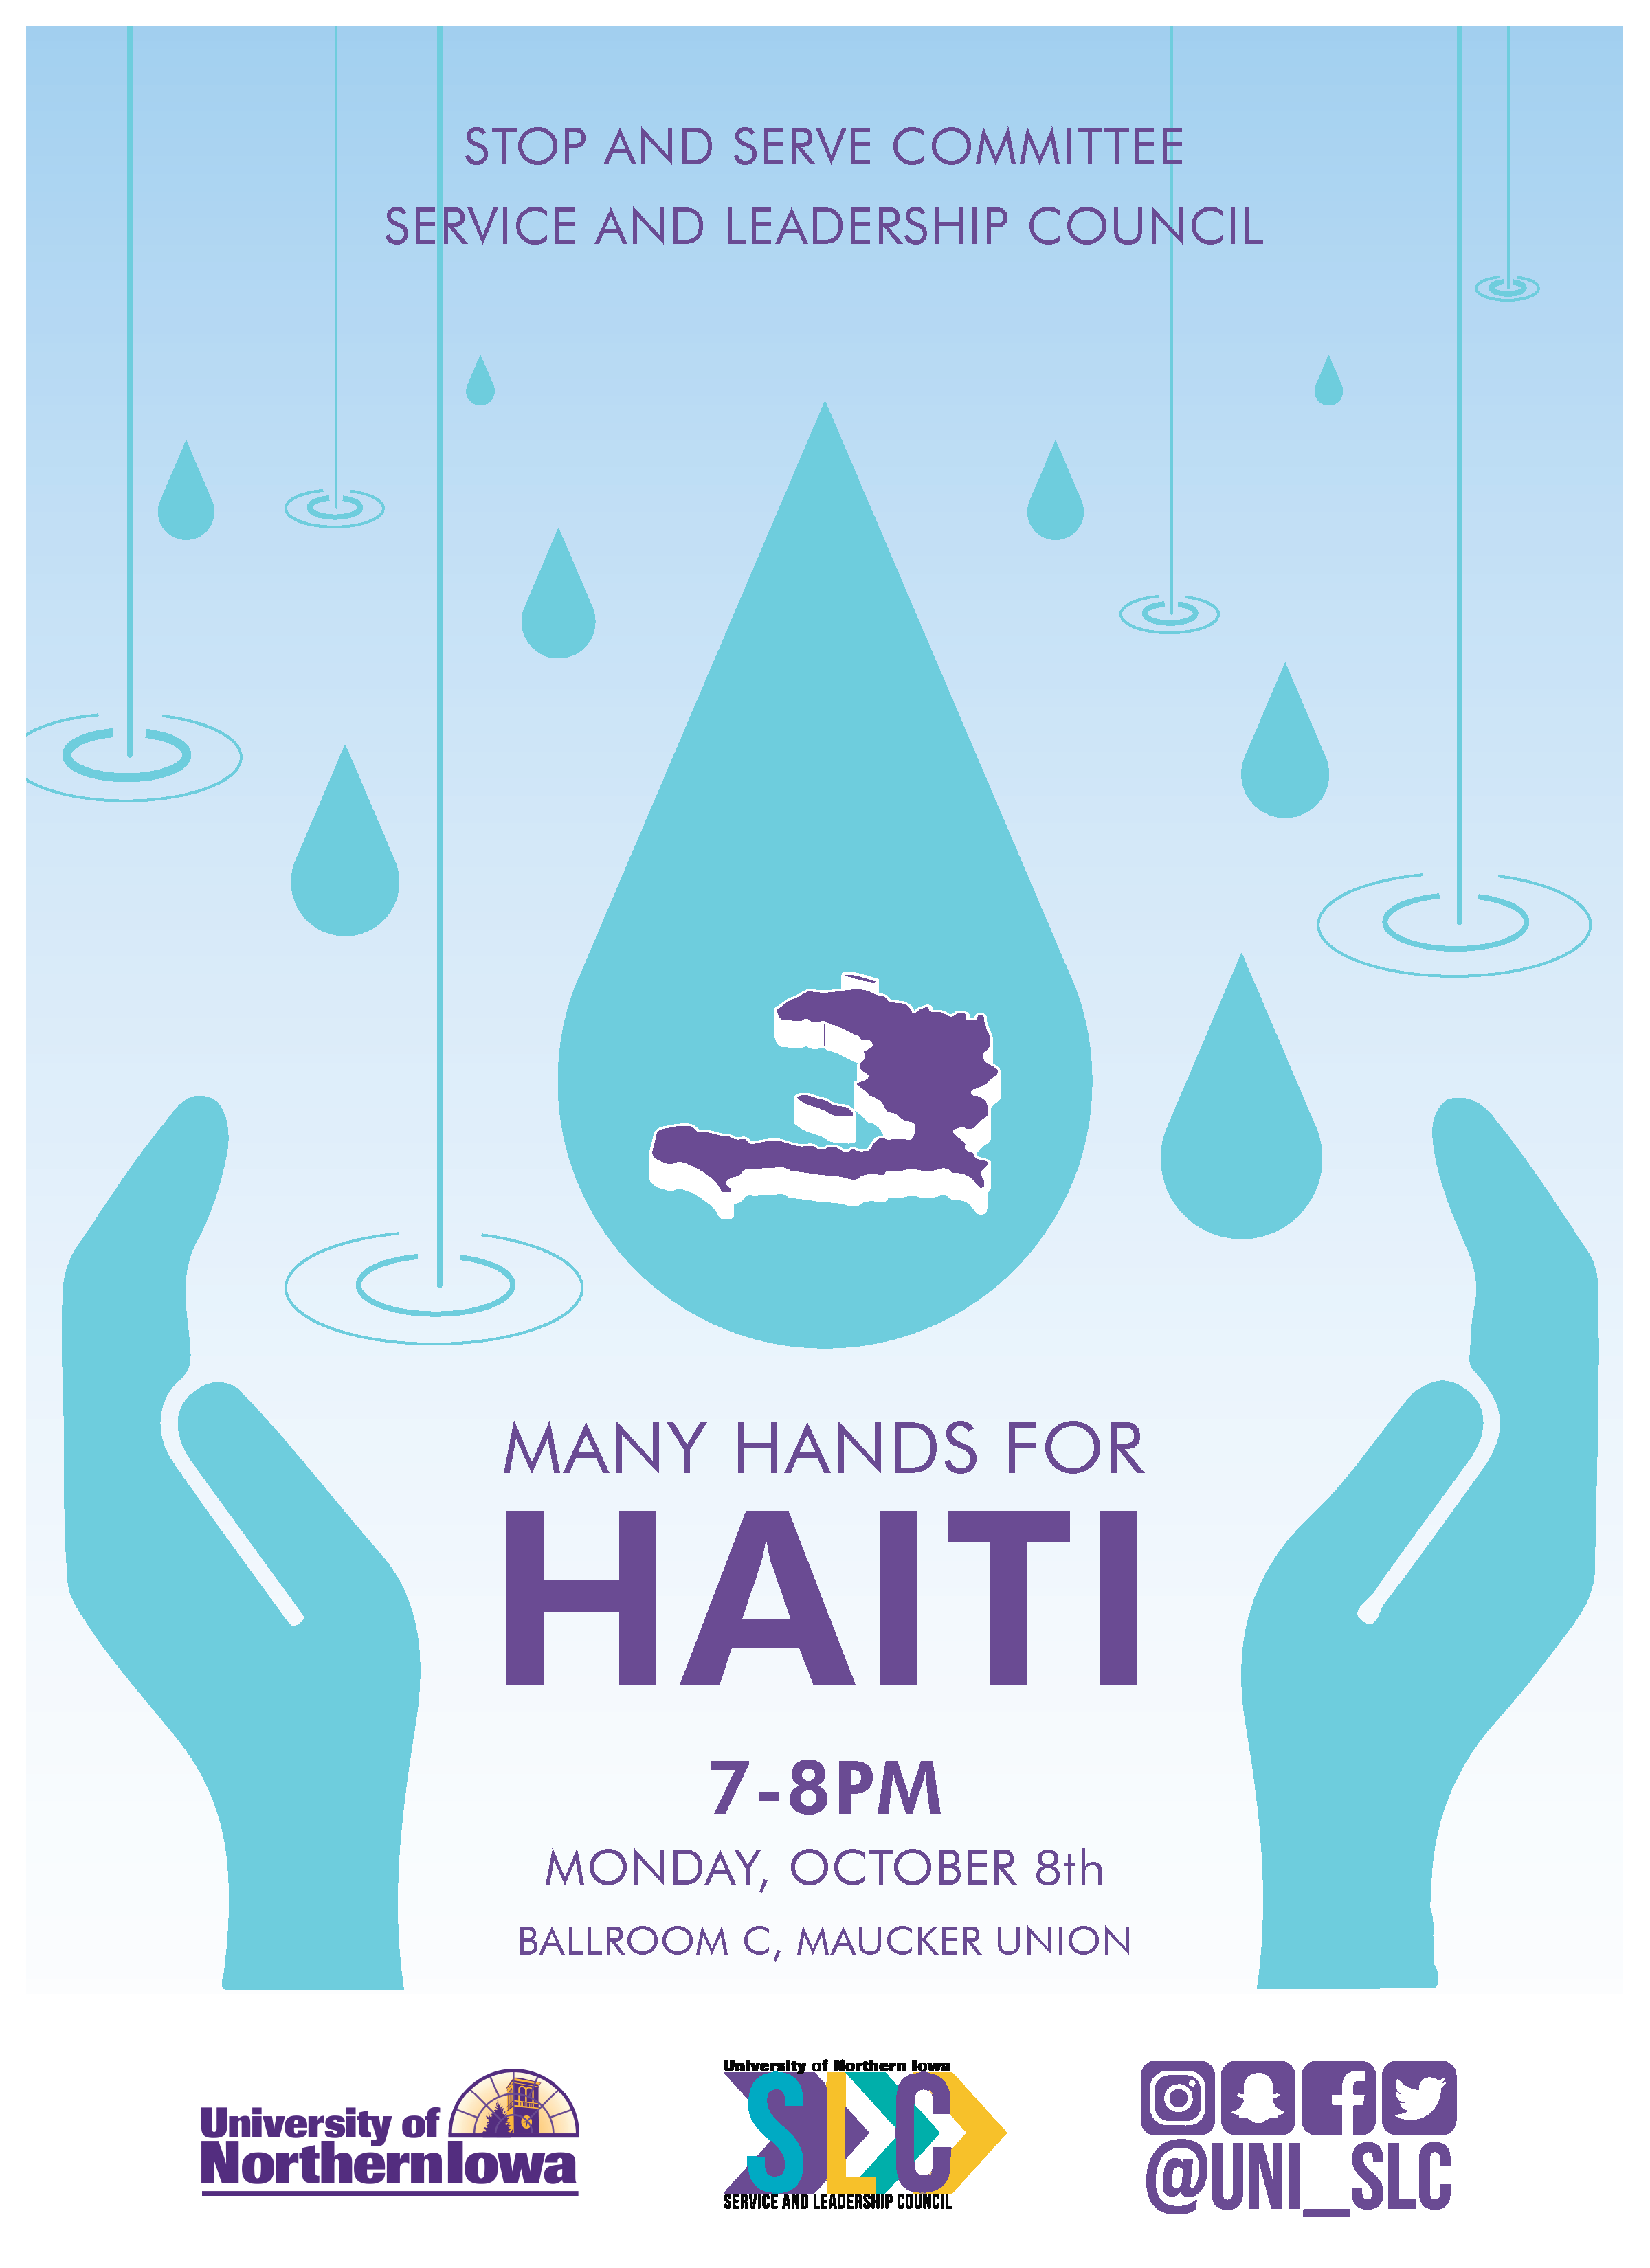 STOP AND SERVE COMMITTEE
SERVICE AND LEADERSHIP COUNCIL
MANY HANDS FOR
HAITI
7-8PM
MONDAY, OCTOBER 8th
BALLROOM C, MAUCKER UNION
University of
Northern Iowa
University of Northern Iowa
SLC
SERVICE AND LEADERSHIP COUNCIL
@UNI_SLC